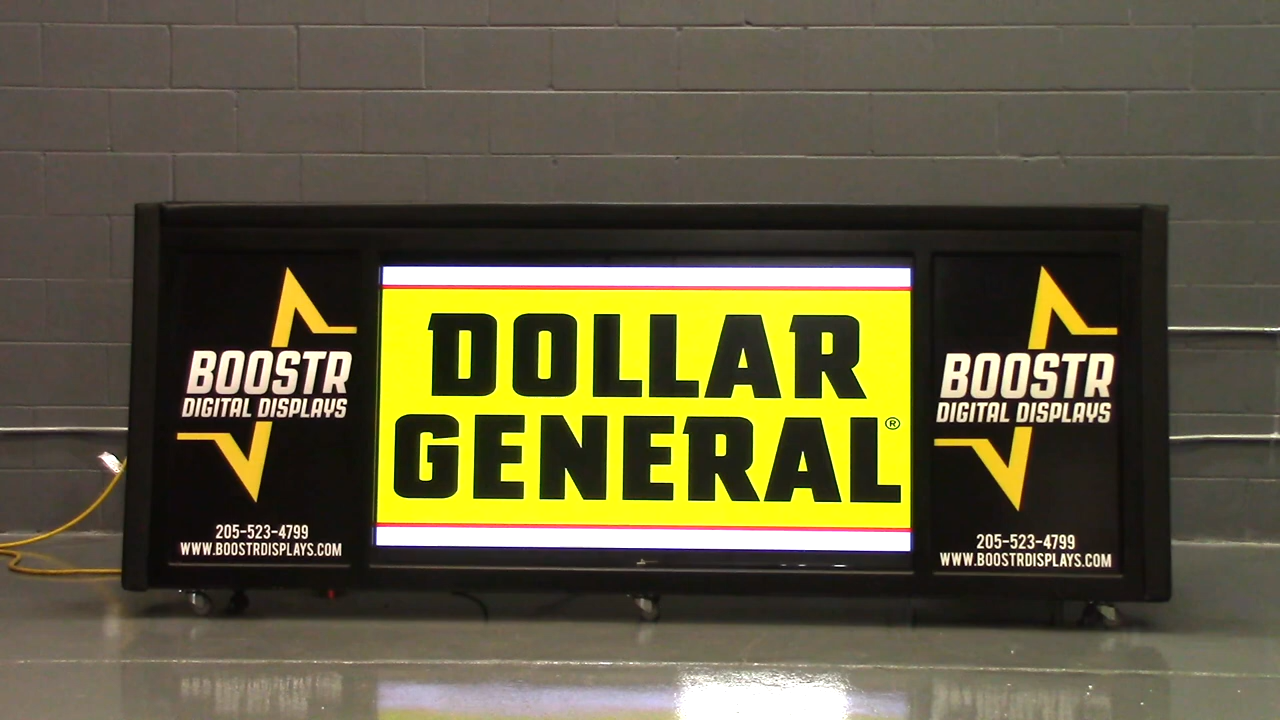 BOOSTR
DIGITAL DISPLAYS
205-523-4799
WWW.BOOSTRDISPLAYS.COM
DOLLAR
GENERAL®
BOOSTR
DIGITAL DISPLAYS
205-523-4799
WWW.BOOSTRDISPLAYS.COM